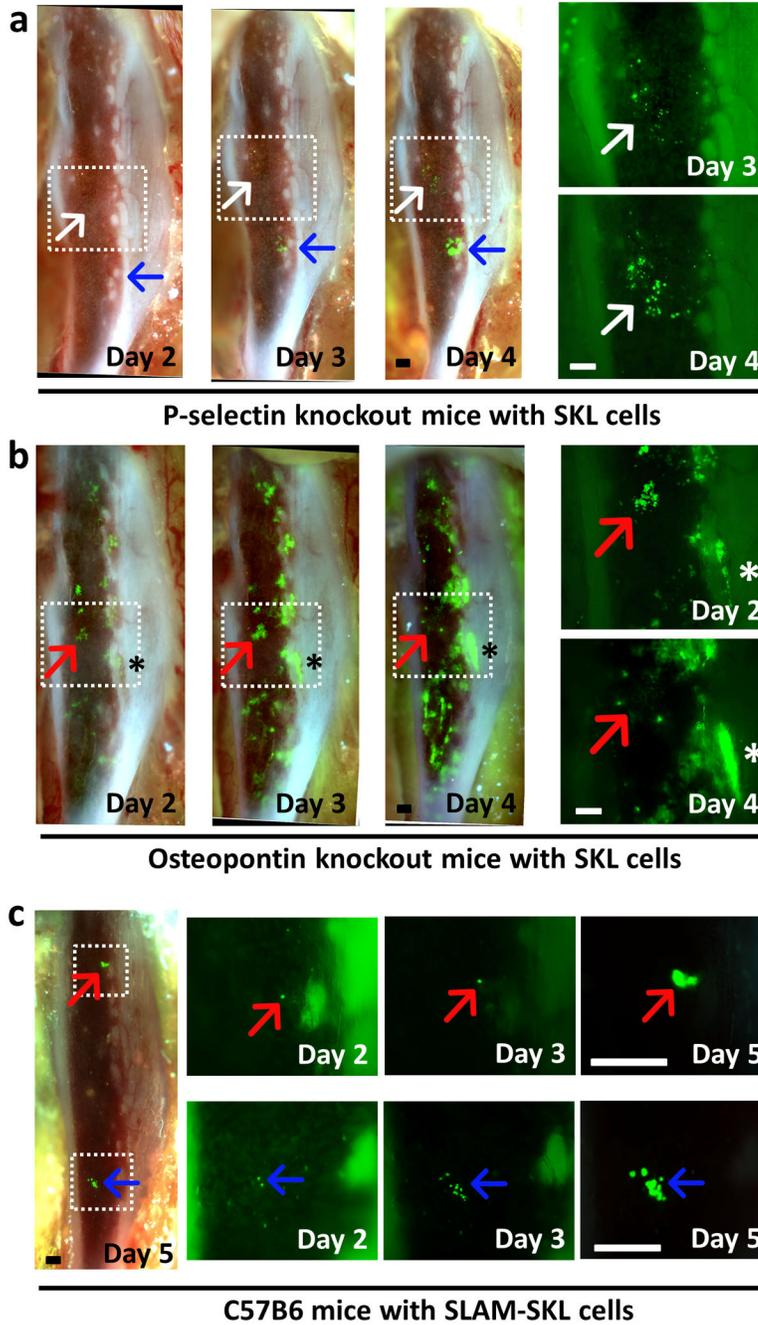 a
Day 2
Day 3
Day 4
Day 3
Day 4
P-selectin knockout mice with SKL cells
b
*
Day 2
*
Day 3
*
Day 4
*
Day 2
*
Day 4
Osteopontin knockout mice with SKL cells
c
Day 5
Day 2
Day 3
Day 5
Day 2
Day 3
Day 5
C57B6 mice with SLAM-SKL cells